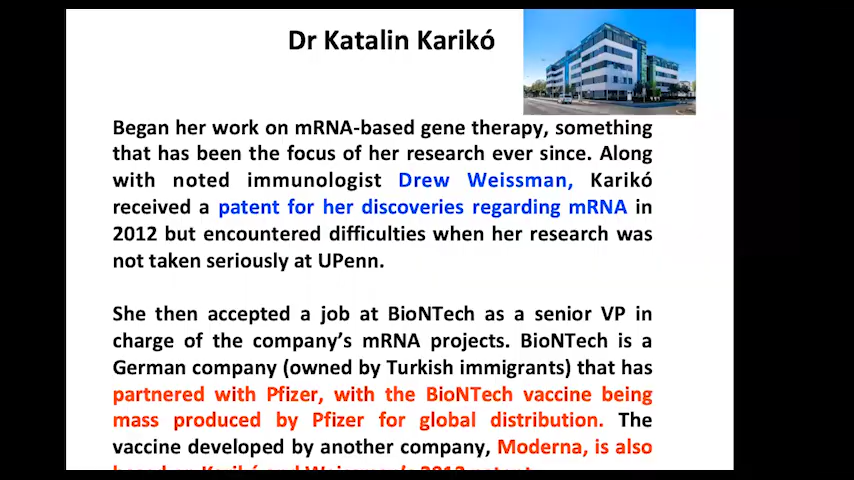 Dr Katalin Karikó
Began her work on mRNA-based gene therapy, something
that has been the focus of her research ever since. Along
with noted immunologist Drew Weissman, Karikó
received a patent for her discoveries regarding mRNA in
2012 but encountered difficulties when her research was
not taken seriously at UPenn.
She then accepted a job at BioNTech as a senior VP in
charge of the company's mRNA projects. BioNTech is a
German company (owned by Turkish immigrants) that has
partnered with Pfizer, with the BioNTech vaccine being
mass produced by Pfizer for global distribution. The
vaccine developed by another company, Moderna, is also